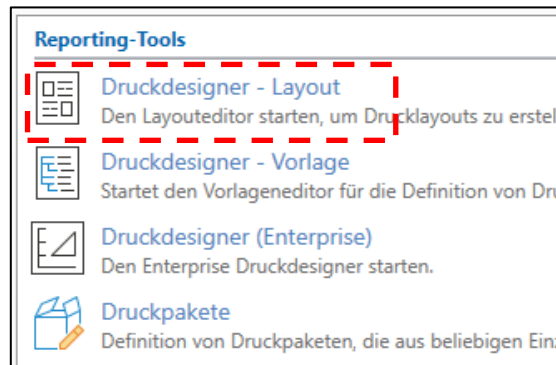 Reporting-Tools
Druckdesigner - Layout
Den Layouteditor starten, um Drucklayouts zu erstel
Druckdesigner - Vorlage
Startet den Vorlageneditor für die Definition von Dru
Druckdesigner (Enterprise)
Den Enterprise Druckdesigner starten.
Druckpakete
Definition von Druckpaketen, die aus beliebigen Einz